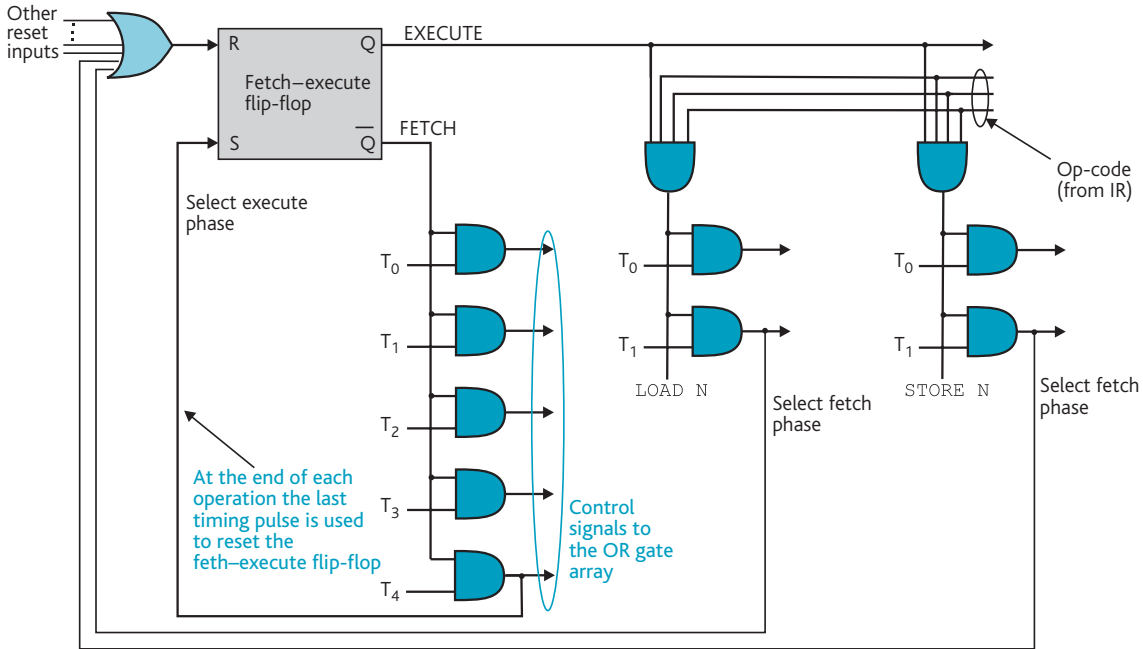 Other
reset
inputs
R
Q
EXECUTE
Fetch–execute
flip-flop
FETCH
S
Q
Op-code
(from IR)
Select execute
phase
T0
T1
T2
T3
T4
T0
T1
LOAD N
Select fetch
phase
T0
T1
STORE N
Select fetch
phase
At the end of each
operation the last
timing pulse is used
to reset the
feth–execute flip-flop
Control
signals to
the OR gate
array